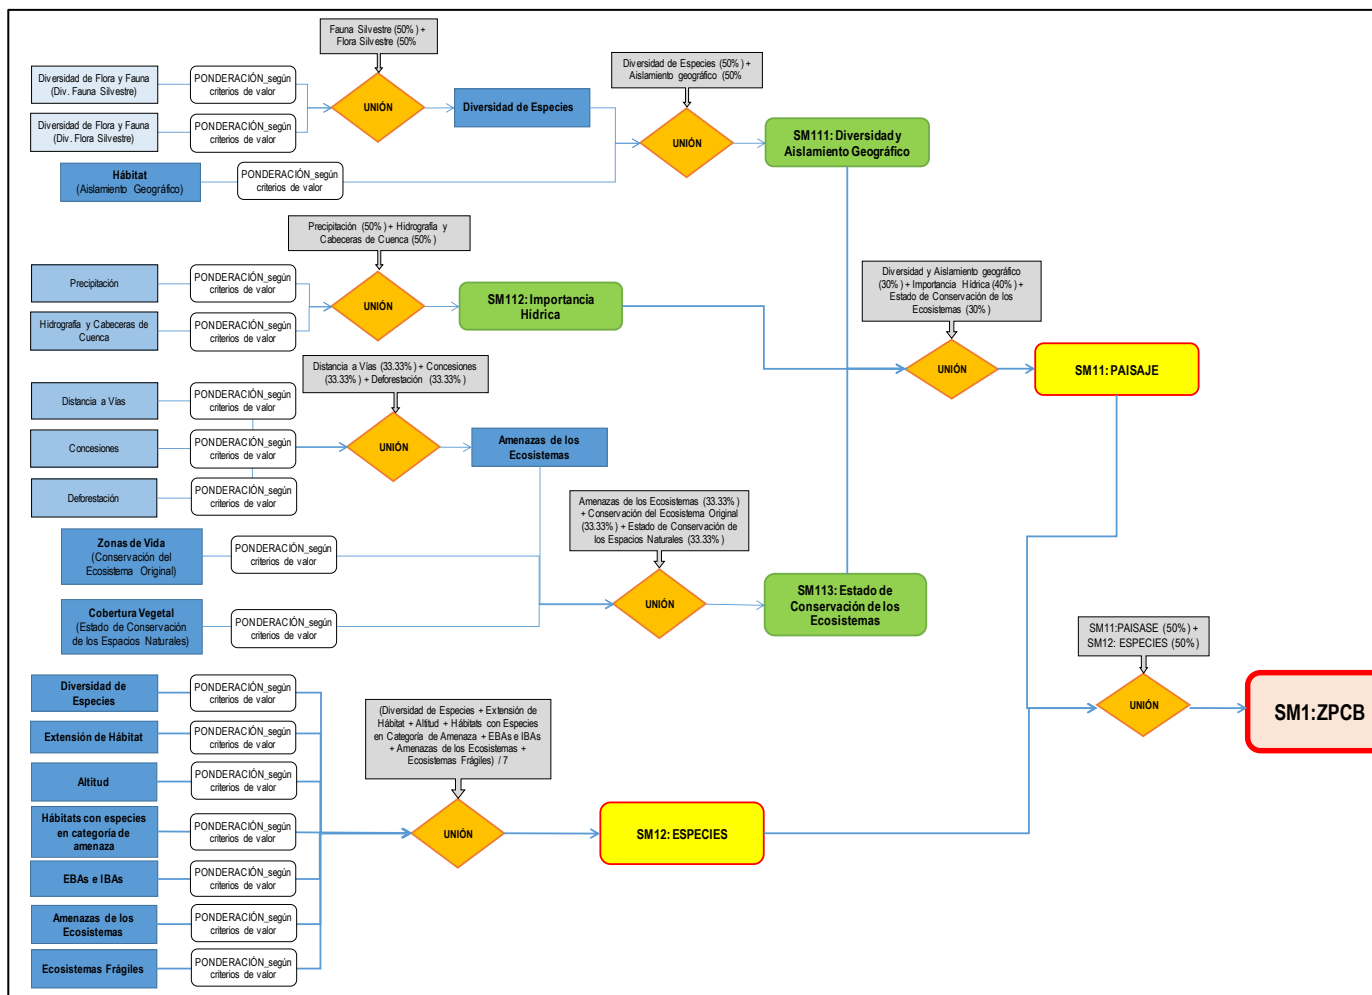 Fauna Silvestre (50%) +
Flora Silvestre (50%
Diversidad de Flora y Fauna
(Div. Fauna Silvestre)
PONDERACIÓN_según
criterios de valor
UNIÓN
Diversidad de Especies
Diversidad de Flora y Fauna
(Div. Flora Silvestre)
PONDERACIÓN_según
criterios de valor
Diversidad de Especies (50%) +
Aislamiento geográfico (50%
UNIÓN
SM111: Diversidad y
Aislamiento Geográfico
Hábitat
(Aislamiento Geográfico)
PONDERACIÓN_según
criterios de valor
Precipitación (50%) + Hidrografía y
Cabeceras de Cuenca (50%)
Precipitación
PONDERACIÓN_según
criterios de valor
UNIÓN
SM112: Importancia
Hídrica
Hidrografía y Cabeceras de
Cuenca
PONDERACIÓN_según
criterios de valor
Diversidad y Aislamiento geográfico
(30%) + Importancia Hídrica (40%) +
Estado de Conservación de los
Ecosistemas (30%)
UNIÓN
SM11: PAISAJE
Distancia a Vías (33.33%) + Concesiones
(33.33%) + Deforestación (33.33%)
Distancia a Vías
PONDERACIÓN_según
criterios de valor
Concesiones
PONDERACIÓN_según
criterios de valor
UNIÓN
Amenazas de los
Ecosistemas
Deforestación
PONDERACIÓN_según
criterios de valor
Amenazas de los Ecosistemas (33.33%)
+ Conservación del Ecosistema Original
(33.33%) + Estado de Conservación de
los Espacios Naturales (33.33%)
Zonas de Vida
(Conservación del
Ecosistema Original)
PONDERACIÓN_según
criterios de valor
UNIÓN
SM113: Estado de
Conservación de los
Ecosistemas
Cobertura Vegetal
(Estado de Conservación
de los Espacios Naturales)
PONDERACIÓN_según
criterios de valor
SM11:PAISASE (50%) +
SM12: ESPECIES (50%)
UNIÓN
SM1:ZPCB
Diversidad de
Especies
PONDERACIÓN_según
criterios de valor
(Diversidad de Especies + Extensión de
Hábitat + Altitud + Hábitats con Especies
en Categoría de Amenaza + EBAs e IBAs
+ Amenazas de los Ecosistemas +
Ecosistemas Frágiles) / 7
Extensión de Hábitat
PONDERACIÓN_según
criterios de valor
Altitud
PONDERACIÓN_según
criterios de valor
Hábitats con especies
en categoría de
amenaza
PONDERACIÓN_según
criterios de valor
UNIÓN
SM12: ESPECIES
EBAs e IBAs
PONDERACIÓN_según
criterios de valor
Amenazas de los
Ecosistemas
PONDERACIÓN_según
criterios de valor
Ecosistemas Frágiles
PONDERACIÓN_según
criterios de valor